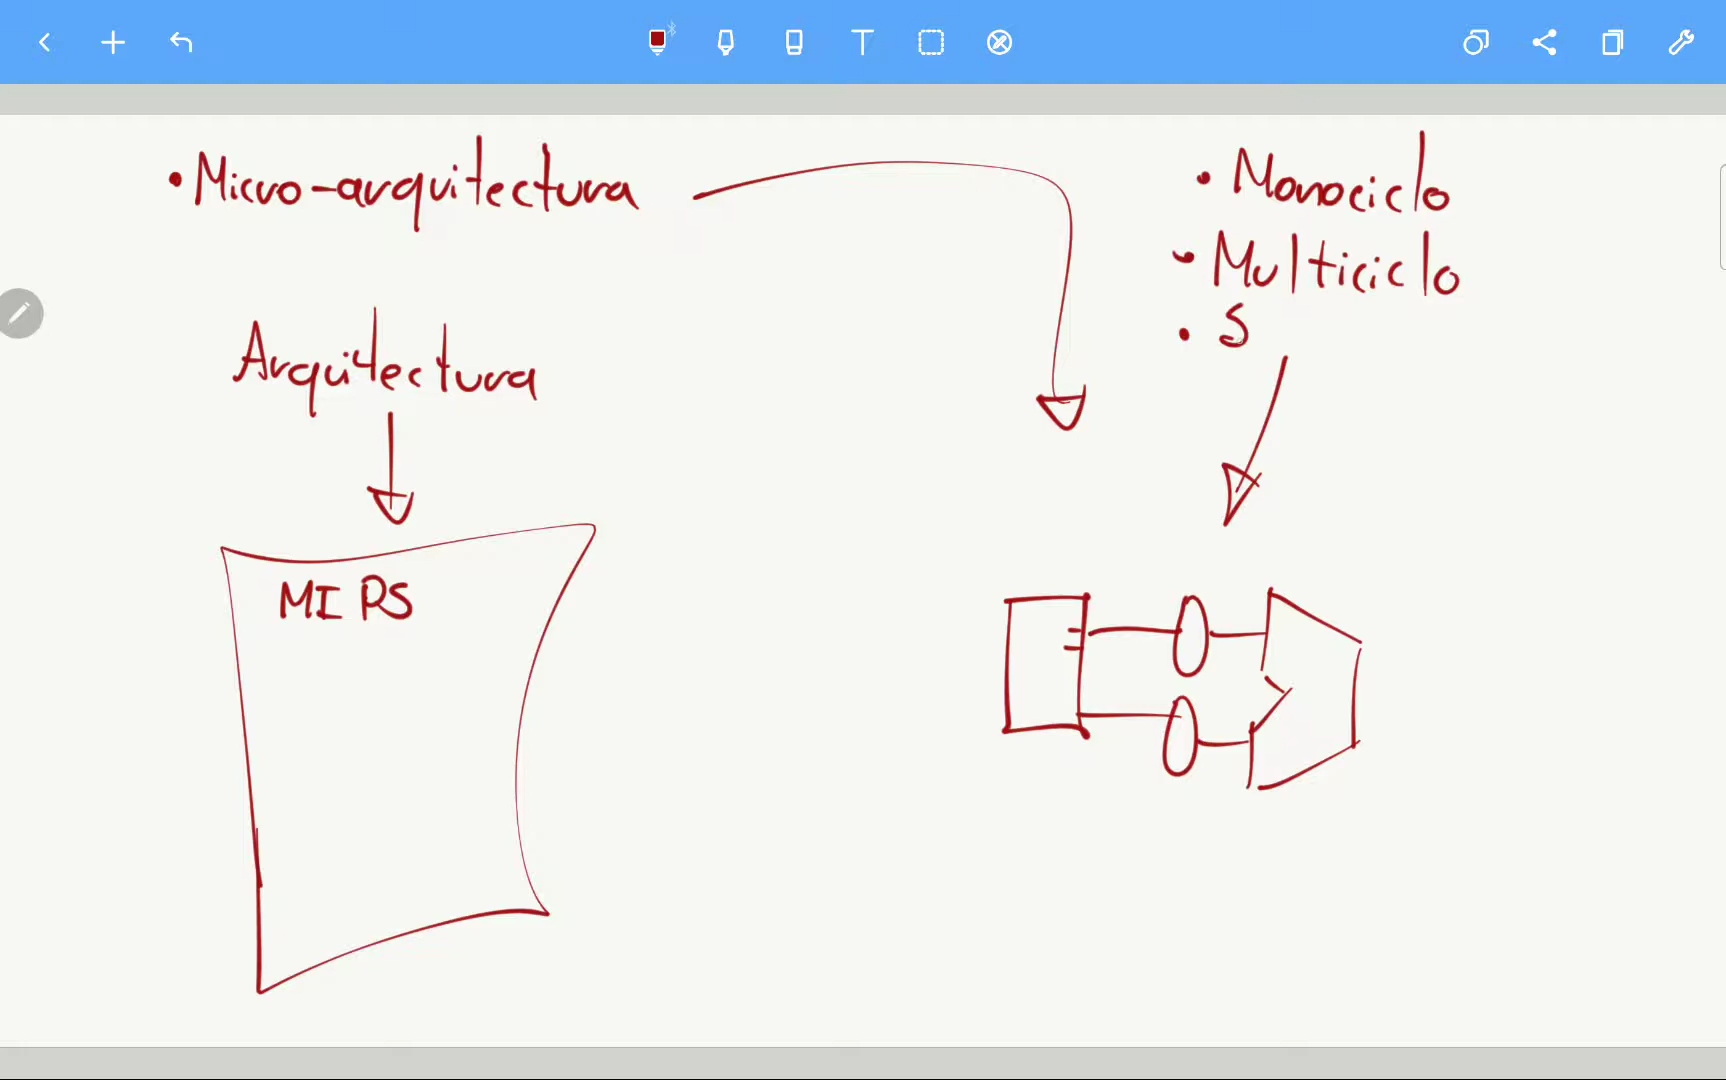 • Micro-arquitectura
• Monociclo
• Multiciclo
• S
Arquitectura
MIPS